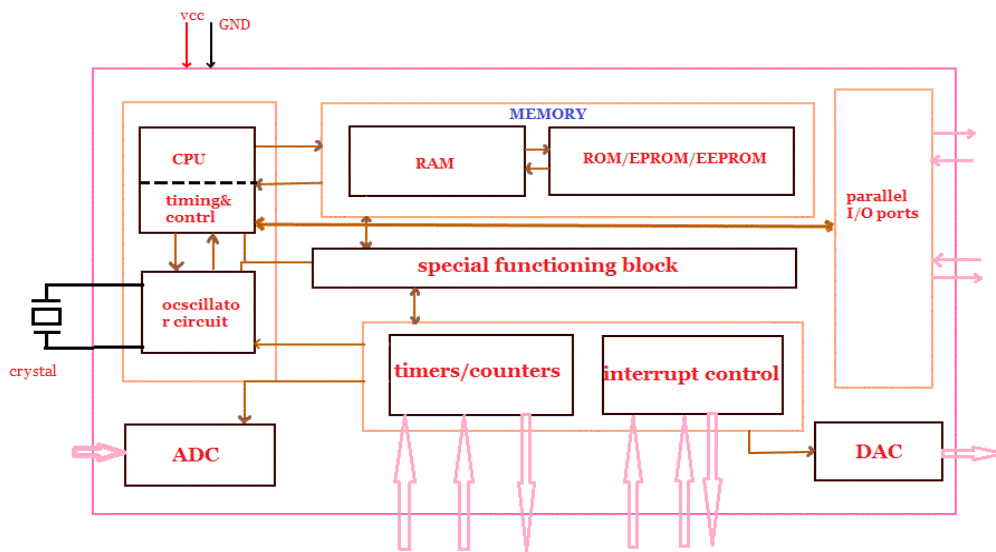 vcc
GND
MEMORY
CPU
RAM
ROM/EPROM/EEPROM
timing&
contrl
parallel
I/O ports
special functioning block
ocscillato
r circuit
crystal
timers/counters
interrupt control
ADC
DAC